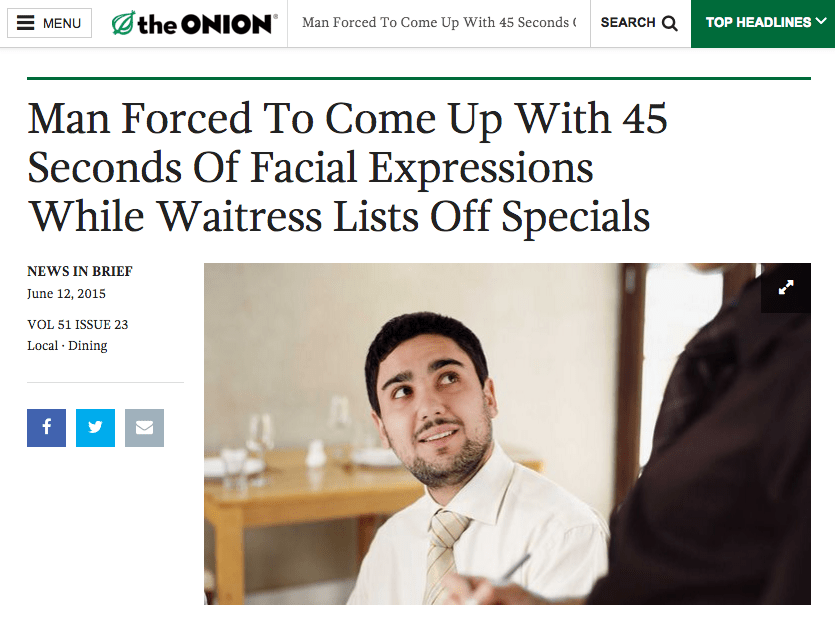 MENU
the ONION®
Man Forced To Come Up With 45 Seconds
SEARCH
TOP HEADLINES
Man Forced To Come Up With 45
Seconds Of Facial Expressions
While Waitress Lists Off Specials
NEWS IN BRIEF
June 12, 2015
VOL 51 ISSUE 23
Local · Dining
f